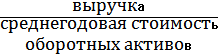 выручка
среднегодовая стоимость
оборотных активов